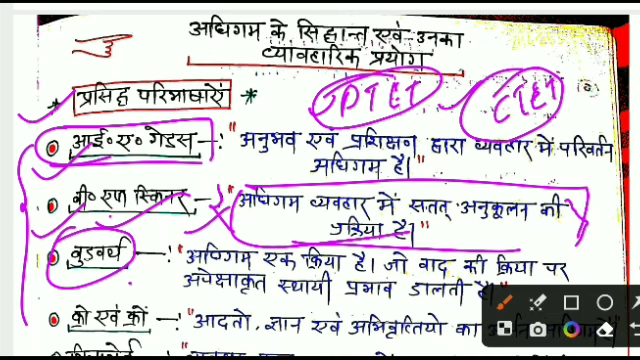 अधिगम के सिद्धान्त एवं उनका
व्यावहारिक प्रयोग
प्रसिद्ध परिभाषाऐं *
UPTET CTET
आई०ए० गेट्स -: "अनुभव एवं प्रशिक्षण द्वारा व्यवहार में परिवर्तन
अधिगम है।"
वी० एफ स्किनर "अधिगम व्यवहार में सतत् अनुकूलन की
प्रक्रिया है।"
वुडवर्थ -: "अधिगम एक क्रिया है। जो बाद की क्रिया पर
अपेक्षाकृत स्थायी प्रभाव डालती है।
क्रो एवं क्रो -: "आदतो, ज्ञान एवं अभिवृतियो का